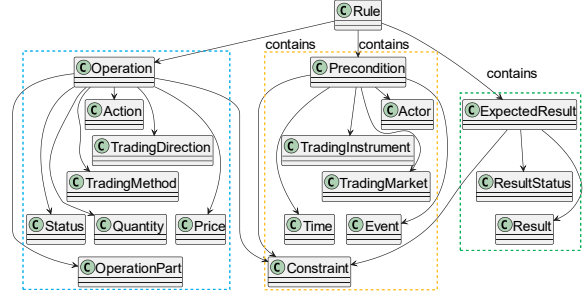 C Rule
contains
contains
contains
C Operation
C Precondition
C ExpectedResult
C Action
C Actor
C TradingDirection
C TradingInstrument
C TradingMethod
C TradingMarket
C ResultStatus
C Status
C Quantity
C Price
C Time
C Event
C Result
C OperationPart
C Constraint